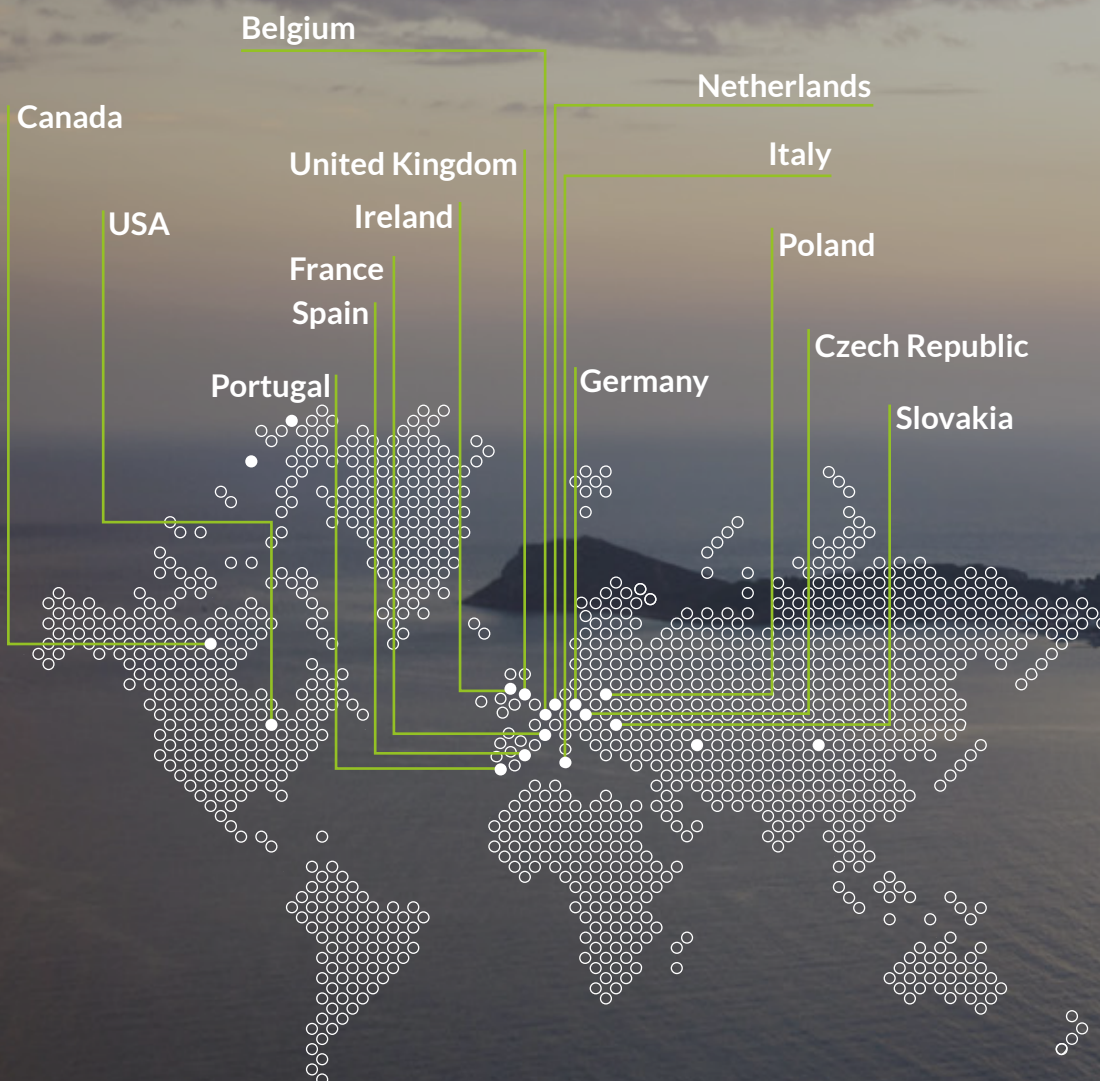 Belgium
Netherlands
Canada
Italy
United Kingdom
Ireland
USA
Poland
France
Spain
Czech Republic
Germany
Portugal
Slovakia